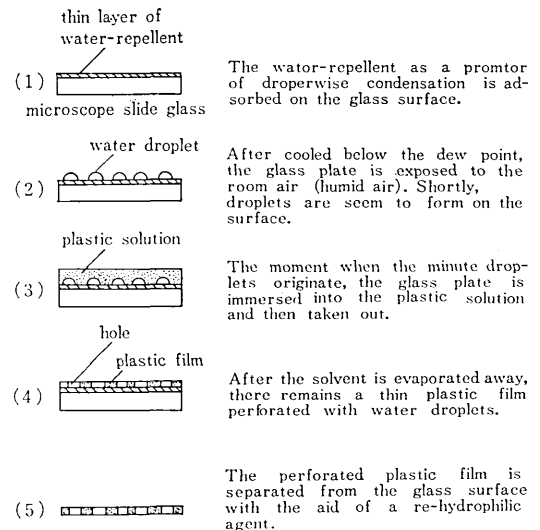 thin layer of
water-repellent
(1)
microscope slide glass
The wator-repellent as a promtor
of droperwise condensation is ad-
sorbed on the glass surface.
water droplet
(2)
After cooled below the dew point,
the glass plate is exposed to the
room air (humid air). Shortly,
droplets are seem to form on the
surface.
plastic solution
(3)
The moment when the minute drop-
lets originate, the glass plate is
immersed into the plastic solution
and then taken out.
hole
plastic film
(4)
After the solvent is evaporated away,
there remains a thin plastic film
perforated with water droplets.
(5)
The perforated plastic film is
separated from the glass surface
with the aid of a re-hydrophilic
agent.